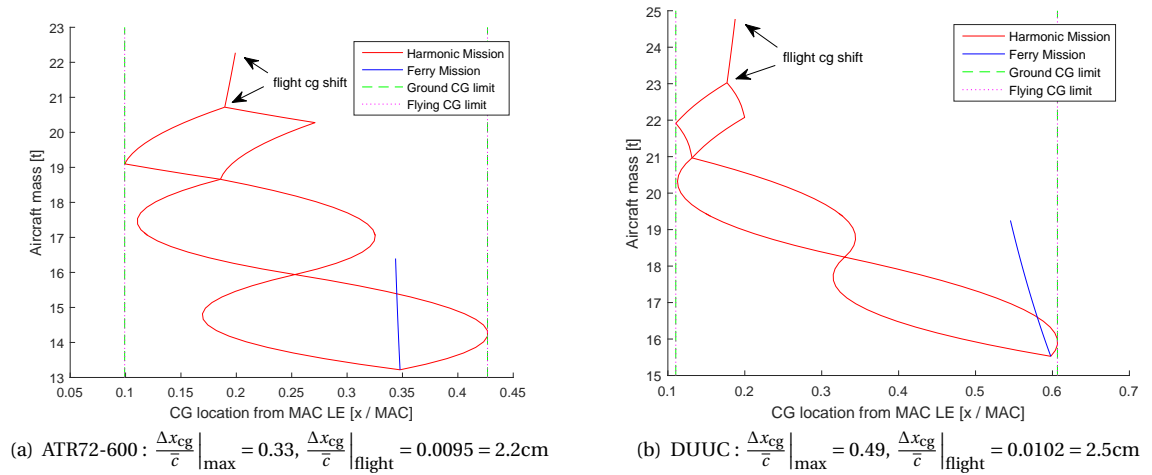 23
22
21
20
19
18
17
16
15
14
13
Aircraft mass [t]
0.05
0.1
0.15
0.2
0.25
0.3
0.35
0.4
0.45
0.5
CG location from MAC LE [x / MAC]
flight cg shift
Harmonic Mission
Ferry Mission
Ground CG limit
Flying CG limit
(a) ATR72-600 : Δx_cg/c̄ |max = 0.33, Δx_cg/c̄ |flight = 0.0095 = 2.2cm
25
24
23
22
21
20
19
18
17
16
15
Aircraft mass [t]
0.1
0.2
0.3
0.4
0.5
0.6
0.7
CG location from MAC LE [x / MAC]
fllight cg shift
Harmonic Mission
Ferry Mission
Ground CG limit
Flying CG limit
(b) DUUC : Δx_cg/c̄ |max = 0.49, Δx_cg/c̄ |flight = 0.0102 = 2.5cm